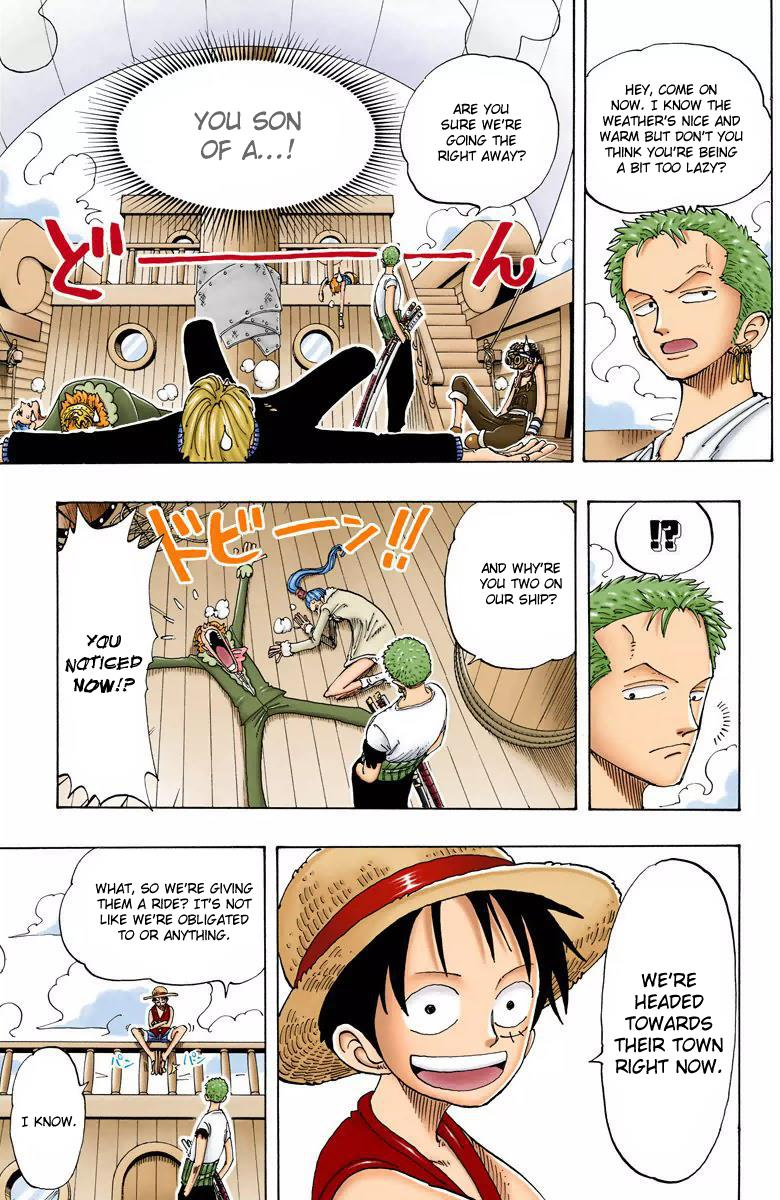 HEY, COME ON
NOW. I KNOW THE
WEATHER'S NICE AND
WARM BUT DON'T YOU
THINK YOU'RE BEING
A BIT TOO LAZY?
ARE YOU
SURE WE'RE
GOING THE
RIGHT AWAY?
YOU SON
OF A...!
どーーん
!?
AND WHY'RE
YOU TWO ON
OUR SHIP?
ドビーン!!
YOU
NOTICED
NOW!?
WE'RE
HEADED
TOWARDS
THEIR TOWN
RIGHT NOW.
WHAT, SO WE'RE GIVING
THEM A RIDE? IT'S NOT
LIKE WE'RE OBLIGATED
TO OR ANYTHING.
パン
パン
I KNOW.